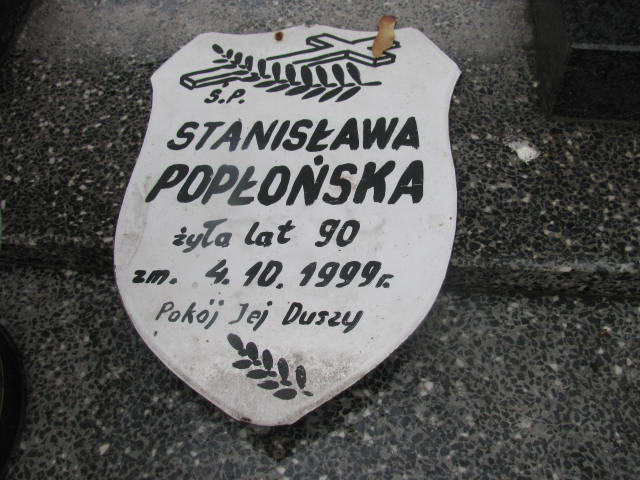 Ś.P.
STANISŁAWA
POPŁOŃSKA
żyła lat 90
zm. 4.10.1999r.
Pokój Jej Duszy